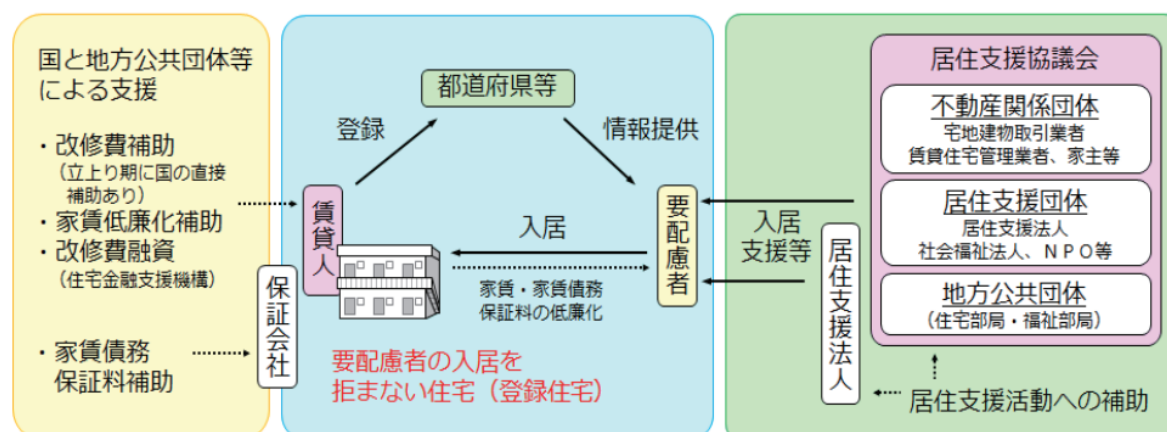 国と地方公共団体等
による支援
・改修費補助
（立上り期に国の直接
補助あり）
・家賃低廉化補助
・改修費融資
（住宅金融支援機構）
・家賃債務
保証料補助
保証会社
都道府県等
登録
情報提供
賃貸人
入居
要配慮者
家賃・家賃債務
保証料の低廉化
要配慮者の入居を
拒まない住宅（登録住宅）
入居
支援等
居住支援法人
居住支援協議会
不動産関係団体
宅地建物取引業者
賃貸住宅管理業者、家主等
居住支援団体
居住支援法人
社会福祉法人、ＮＰＯ等
地方公共団体
（住宅部局・福祉部局）
居住支援活動への補助